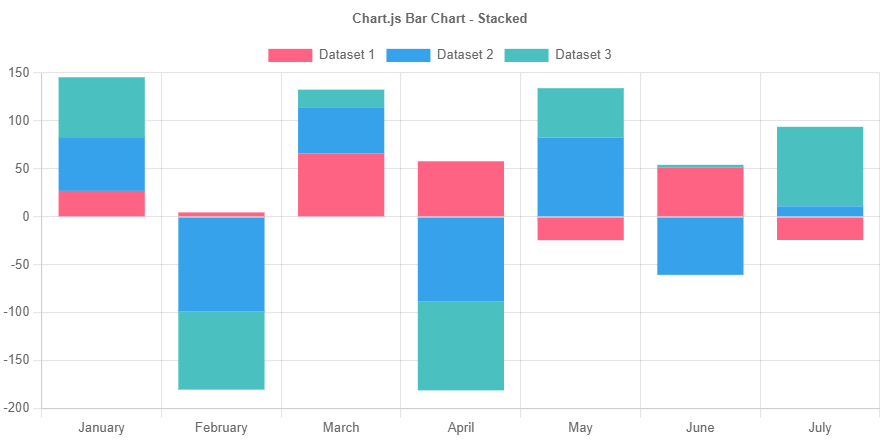 Chart.js Bar Chart - Stacked
Dataset 1 Dataset 2 Dataset 3
150
100
50
0
-50
-100
-150
-200
January February March April May June July